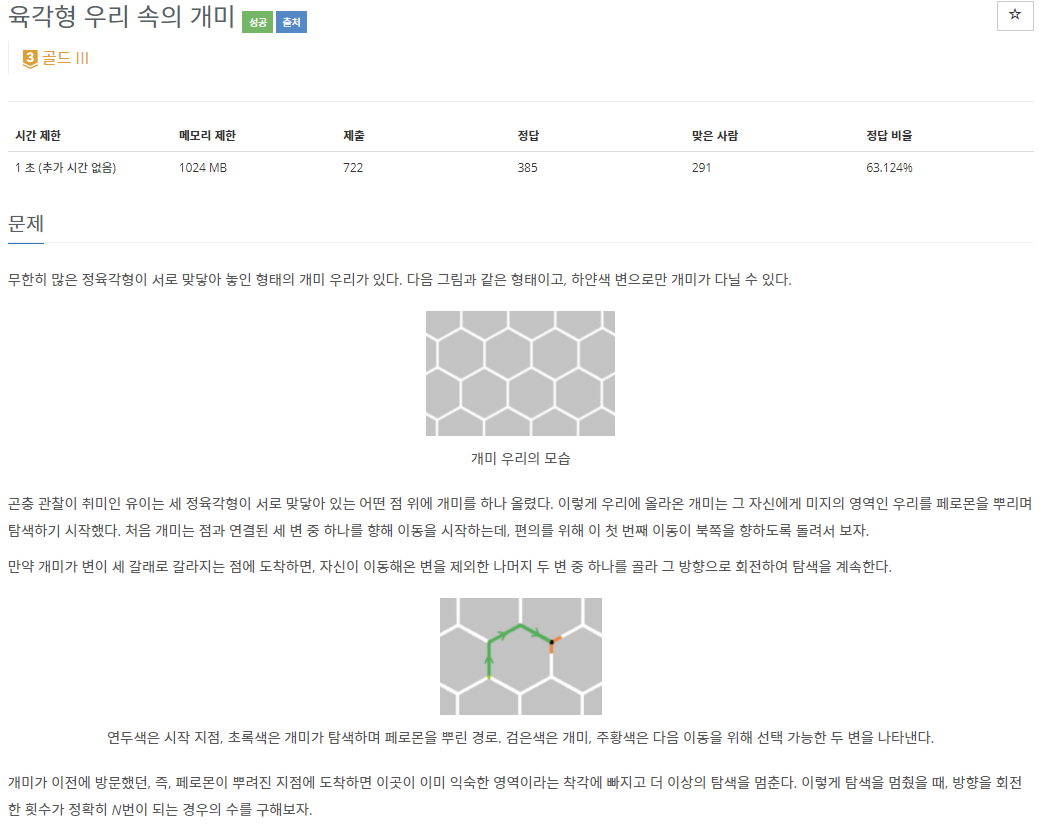 육각형 우리 속의 개미 성공 출처
☆
3 골드 III
시간 제한 메모리 제한 제출 정답 맞은 사람 정답 비율
1 초 (추가 시간 없음) 1024 MB 722 385 291 63.124%
문제
무한히 많은 정육각형이 서로 맞닿아 놓인 형태의 개미 우리가 있다. 다음 그림과 같은 형태이고, 하얀색 변으로만 개미가 다닐 수 있다.
개미 우리의 모습
곤충 관찰이 취미인 유이는 세 정육각형이 서로 맞닿아 있는 어떤 점 위에 개미를 하나 올렸다. 이렇게 우리에 올라온 개미는 그 자신에게 미지의 영역인 우리를 페로몬을 뿌리며
탐색하기 시작했다. 처음 개미는 점과 연결된 세 변 중 하나를 향해 이동을 시작하는데, 편의를 위해 이 첫 번째 이동이 북쪽을 향하도록 돌려서 보자.
만약 개미가 변이 세 갈래로 갈라지는 점에 도착하면, 자신이 이동해온 변을 제외한 나머지 두 변 중 하나를 골라 그 방향으로 회전하여 탐색을 계속한다.
연두색은 시작 지점, 초록색은 개미가 탐색하며 페로몬을 뿌린 경로. 검은색은 개미, 주황색은 다음 이동을 위해 선택 가능한 두 변을 나타낸다.
개미가 이전에 방문했던, 즉, 페로몬이 뿌려진 지점에 도착하면 이곳이 이미 익숙한 영역이라는 착각에 빠지고 더 이상의 탐색을 멈춘다. 이렇게 탐색을 멈췄을 때, 방향을 회전
한 횟수가 정확히 N번이 되는 경우의 수를 구해보자.